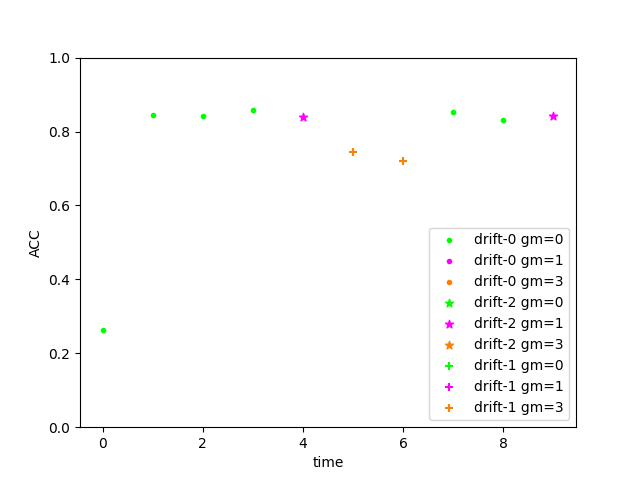 1.0
0.8
0.6
0.4
0.2
0.0
ACC
0 2 4 6 8
time
drift-0 gm=0
drift-0 gm=1
drift-0 gm=3
drift-2 gm=0
drift-2 gm=1
drift-2 gm=3
drift-1 gm=0
drift-1 gm=1
drift-1 gm=3